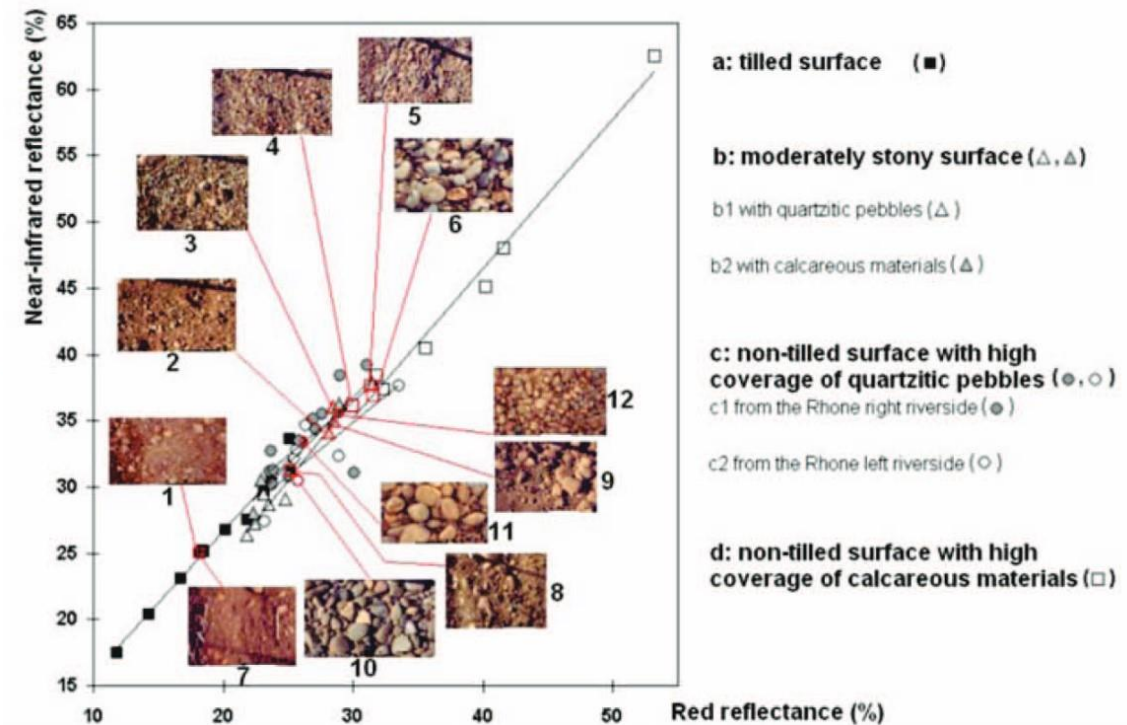 Near-infrared reflectance (%)
65
60
55
50
45
40
35
30
25
20
15
10
20
30
40
50
Red reflectance (%)
1
2
3
4
5
6
7
8
9
10
11
12
a: tilled surface (■)
b: moderately stony surface (△, △)
b1 with quartzitic pebbles (△)
b2 with calcareous materials (△)
c: non-tilled surface with high
coverage of quartzitic pebbles (●, ○)
c1 from the Rhone right riverside (●)
c2 from the Rhone left riverside (○)
d: non-tilled surface with high
coverage of calcareous materials (□)